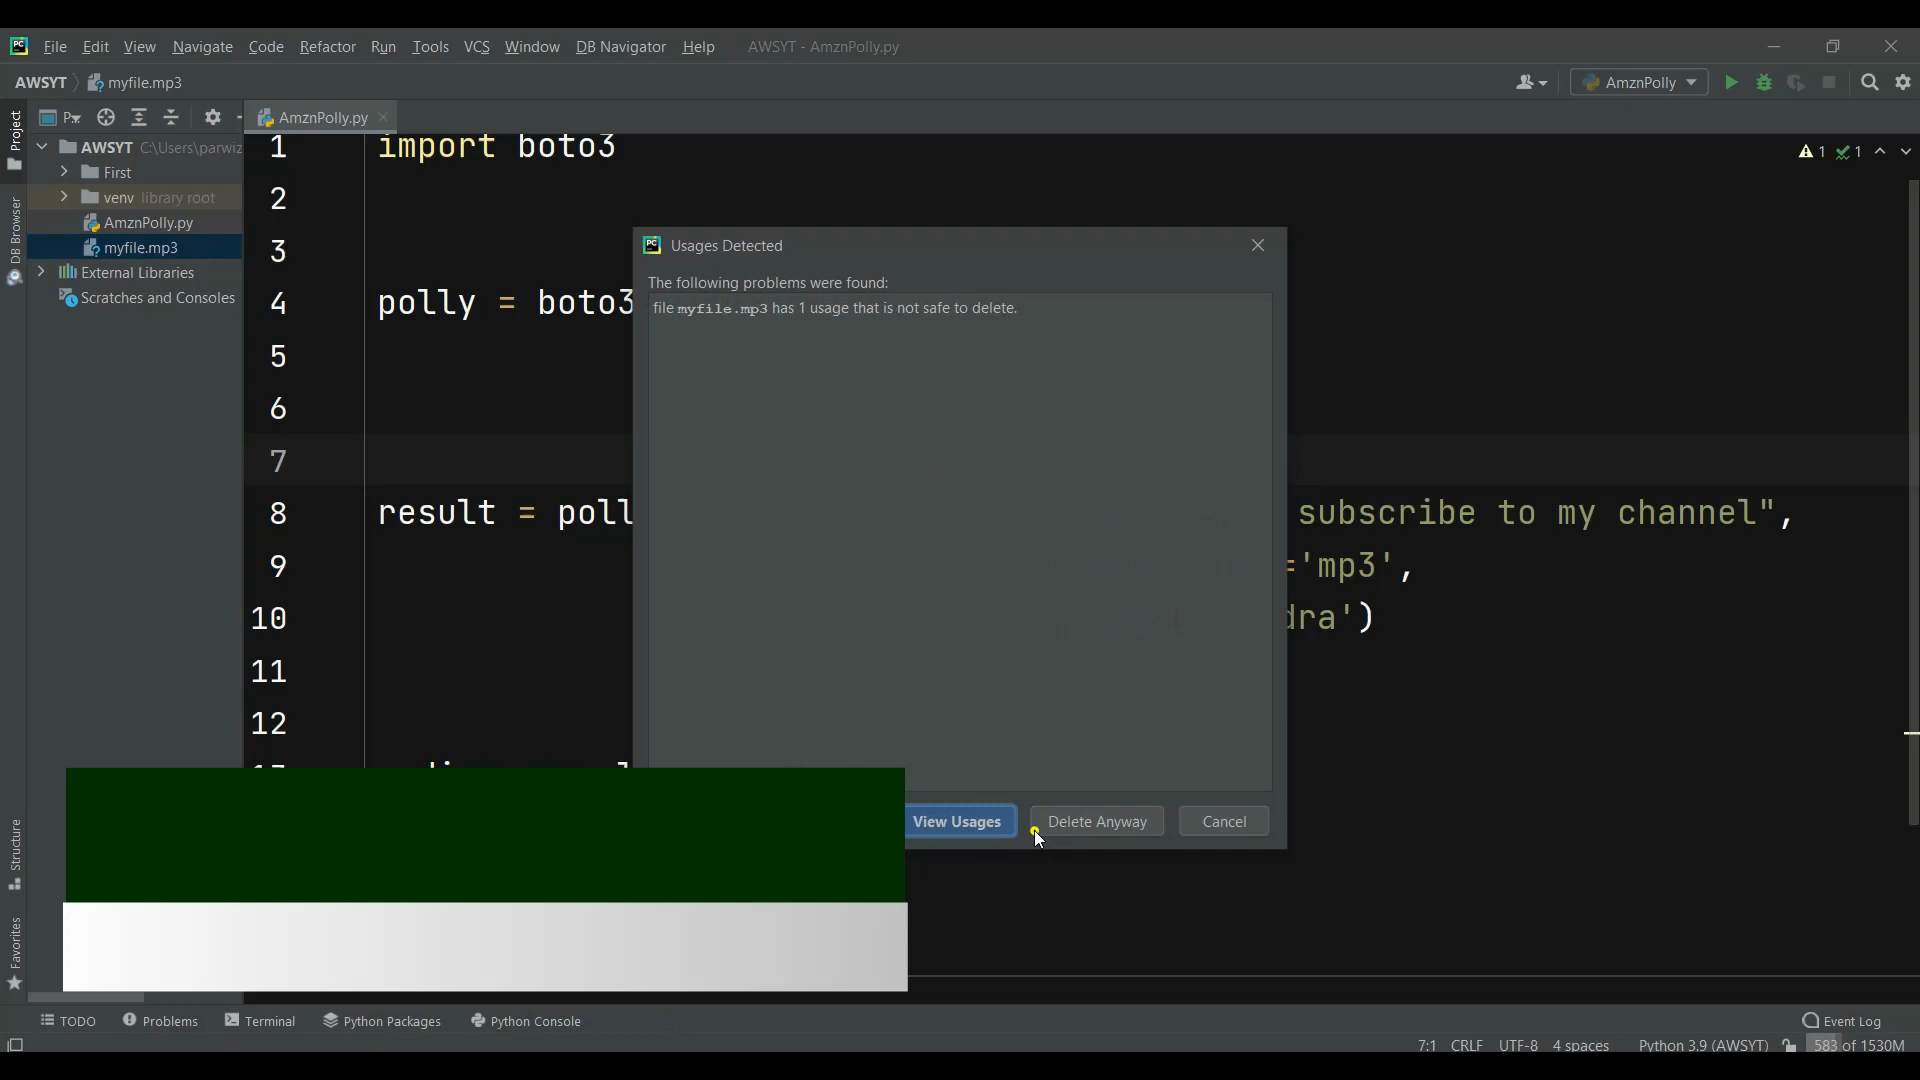 File Edit View Navigate Code Refactor Run Tools VCS Window DB Navigator Help AWSYT - AmznPolly.py
AWSYT myfile.mp3 AmznPolly
Project
DB Browser
Structure
Favorites
P
AWSYT C:\Users\parwiz
First
venv library root
AmznPolly.py
myfile.mp3
External Libraries
Scratches and Consoles
AmznPolly.py
1 1
1 import boto3
2
3
4 polly = boto3
5
6
7
8 result = poll subscribe to my channel",
9 ='mp3',
10 dra')
11
12
Usages Detected
The following problems were found:
file myfile.mp3 has 1 usage that is not safe to delete.
View Usages Delete Anyway Cancel
TODO Problems Terminal Python Packages Python Console Event Log
7:1 CRLF UTF-8 4 spaces Python 3.9 (AWSYT) 583 of 1530M